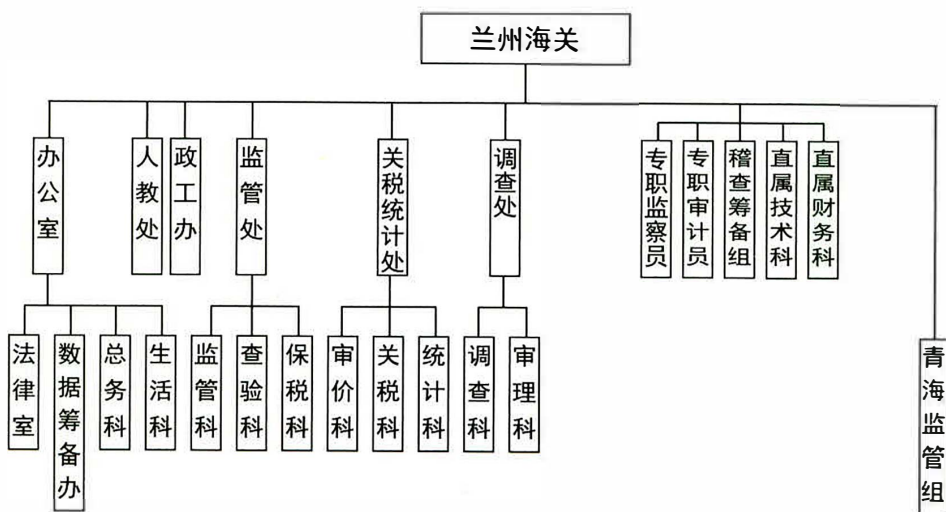 兰州海关
办公室
人教处
政工办
监管处
关税统计处
调查处
专职监察员
专职审计员
稽查筹备组
直属技术科
直属财务科
法律室
数据筹备办
总务科
生活科
监管科
查验科
保税科
审价科
关税科
统计科
调查科
审理科
青海监管组